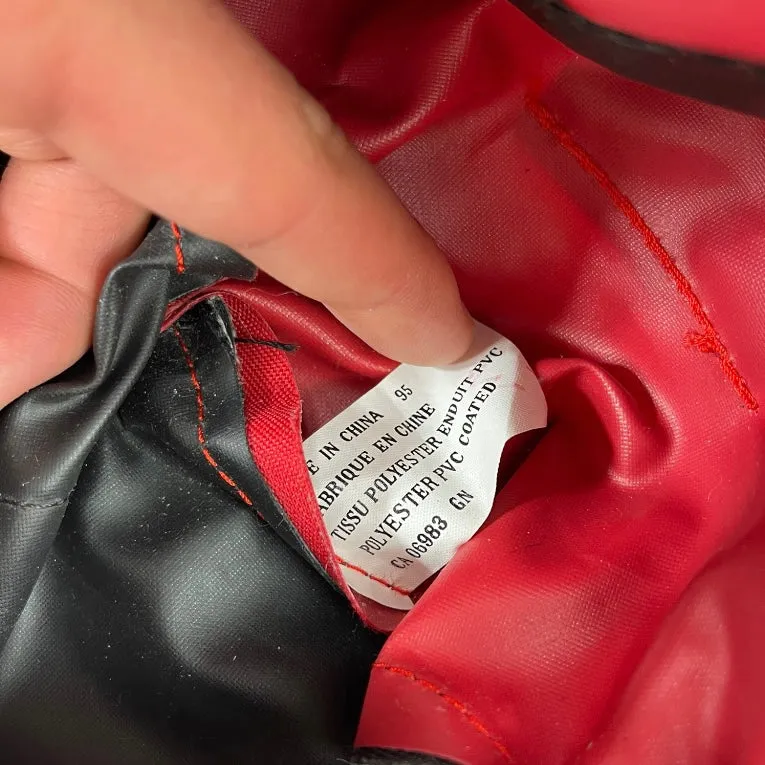 E IN CHINA 95
ABRIQUE EN CHINE
TISSU POLYESTER ENDUIT PVC
POLYESTER PVC COATED
CA 06983 GN